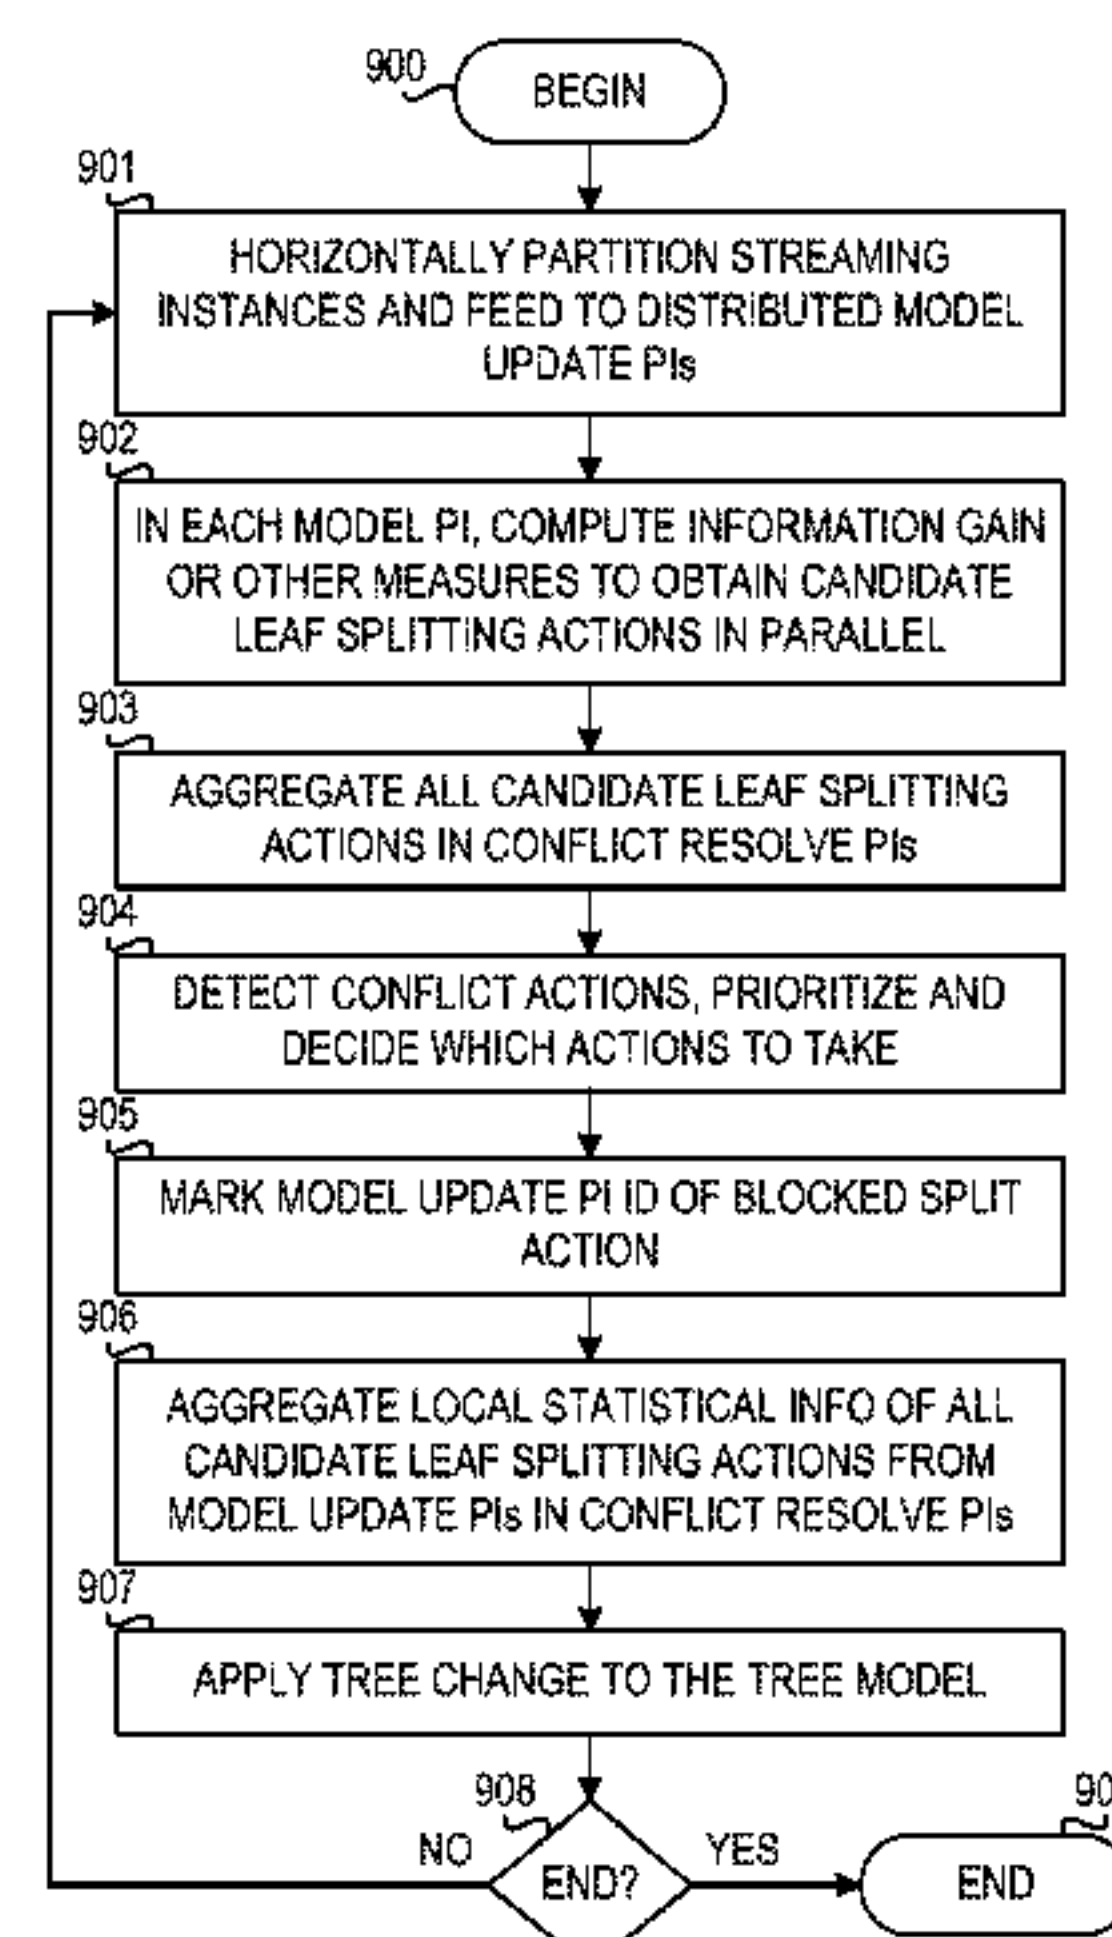 900
BEGIN
901
HORIZONTALLY PARTITION STREAMING
INSTANCES AND FEED TO DISTRIBUTED MODEL
UPDATE PIs
902
IN EACH MODEL PI, COMPUTE INFORMATION GAIN
OR OTHER MEASURES TO OBTAIN CANDIDATE
LEAF SPLITTING ACTIONS IN PARALLEL
903
AGGREGATE ALL CANDIDATE LEAF SPLITTING
ACTIONS IN CONFLICT RESOLVE PIs
904
DETECT CONFLICT ACTIONS, PRIORITIZE AND
DECIDE WHICH ACTIONS TO TAKE
905
MARK MODEL UPDATE PI ID OF BLOCKED SPLIT
ACTION
906
AGGREGATE LOCAL STATISTICAL INFO OF ALL
CANDIDATE LEAF SPLITTING ACTIONS FROM
MODEL UPDATE PIs IN CONFLICT RESOLVE PIs
907
APPLY TREE CHANGE TO THE TREE MODEL
908
NO
END?
YES
END